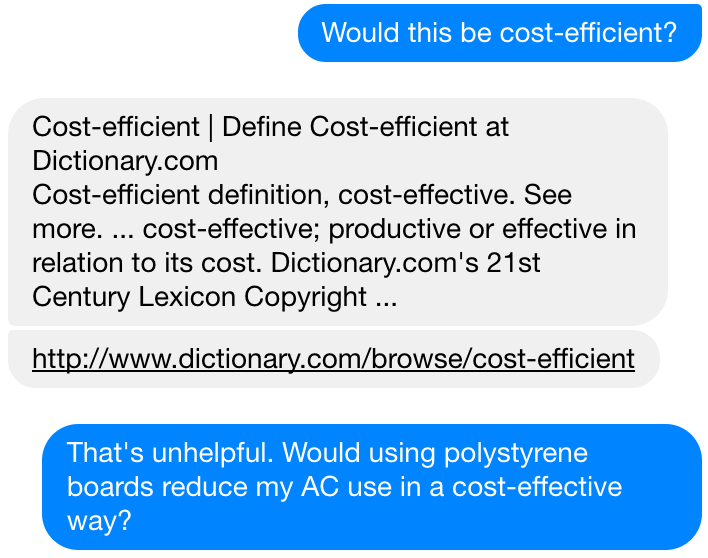 Would this be cost-efficient?
Cost-efficient | Define Cost-efficient at
Dictionary.com
Cost-efficient definition, cost-effective. See
more. ... cost-effective; productive or effective in
relation to its cost. Dictionary.com's 21st
Century Lexicon Copyright ...
http://www.dictionary.com/browse/cost-efficient
That's unhelpful. Would using polystyrene
boards reduce my AC use in a cost-effective
way?